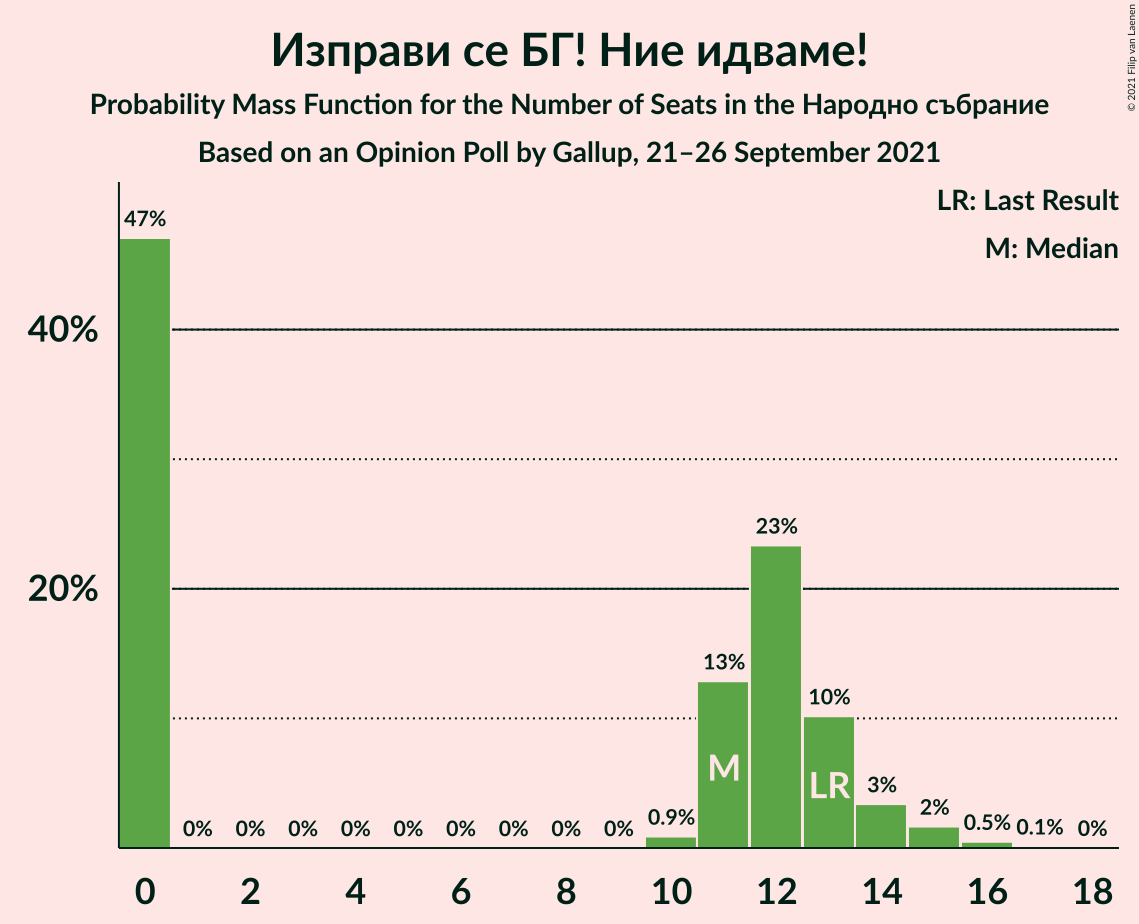 Изправи се БГ! Ние идваме!
Probability Mass Function for the Number of Seats in the Народно събрание
Based on an Opinion Poll by Gallup, 21–26 September 2021
© 2021 Filip van Laenen
LR: Last Result
M: Median
47%
40%
23%
20%
13%
10%
M
LR
3%
2%
0% 0% 0% 0% 0% 0% 0% 0% 0% 0.9% 0.5% 0.1% 0%
0 2 4 6 8 10 12 14 16 18